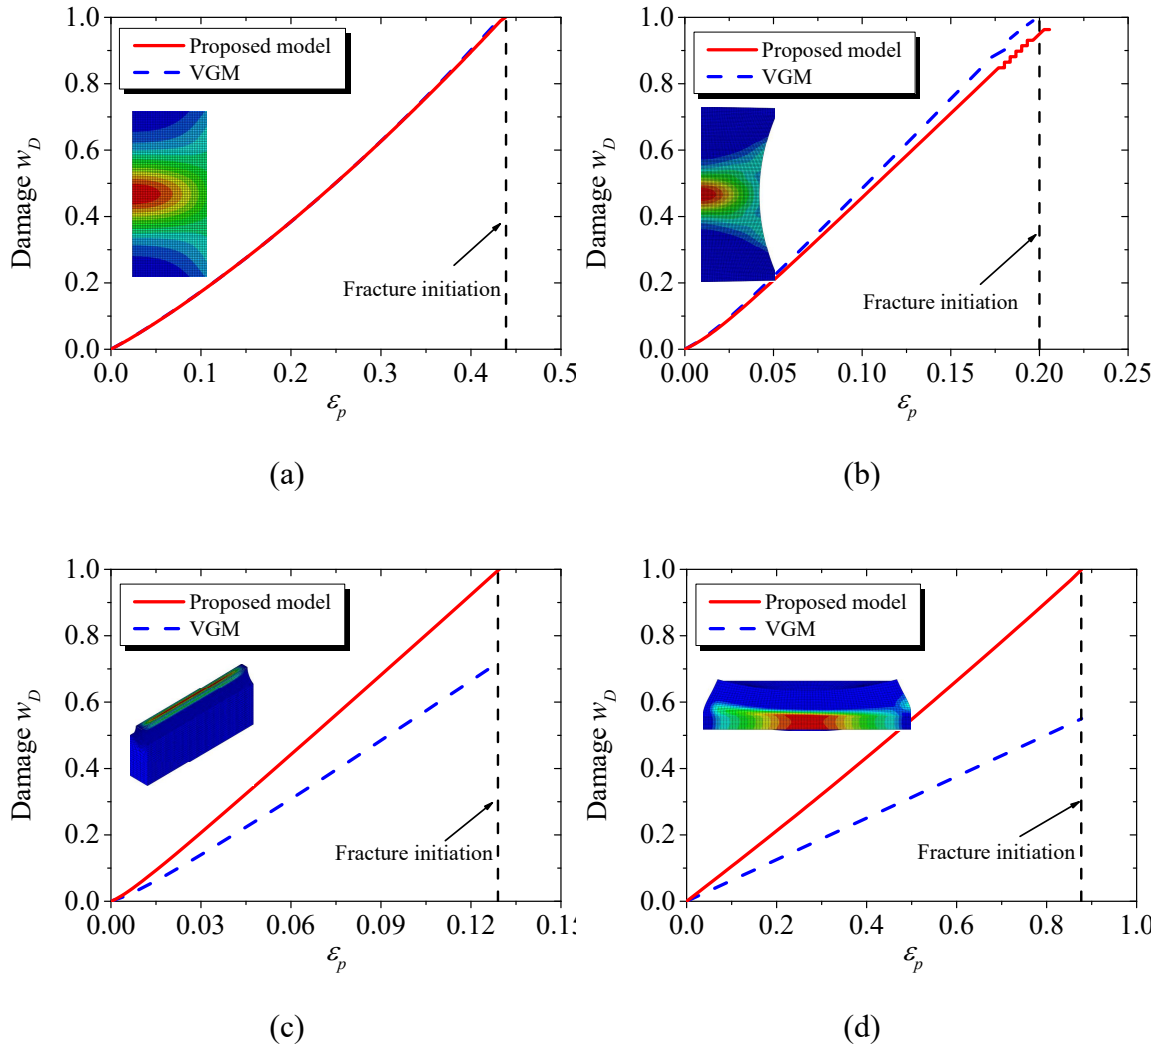 1.0
0.8
0.6
0.4
0.2
0.0
Damage w_D
Proposed model
VGM
Fracture initiation
0.0 0.1 0.2 0.3 0.4 0.5
ε_p
(a)
1.0
0.8
0.6
0.4
0.2
0.0
Damage w_D
Proposed model
VGM
Fracture initiation
0.00 0.05 0.10 0.15 0.20 0.25
ε_p
(b)
1.0
0.8
0.6
0.4
0.2
0.0
Damage w_D
Proposed model
VGM
Fracture initiation
0.00 0.03 0.06 0.09 0.12 0.15
ε_p
(c)
1.0
0.8
0.6
0.4
0.2
0.0
Damage w_D
Proposed model
VGM
Fracture initiation
0.0 0.2 0.4 0.6 0.8 1.0
ε_p
(d)